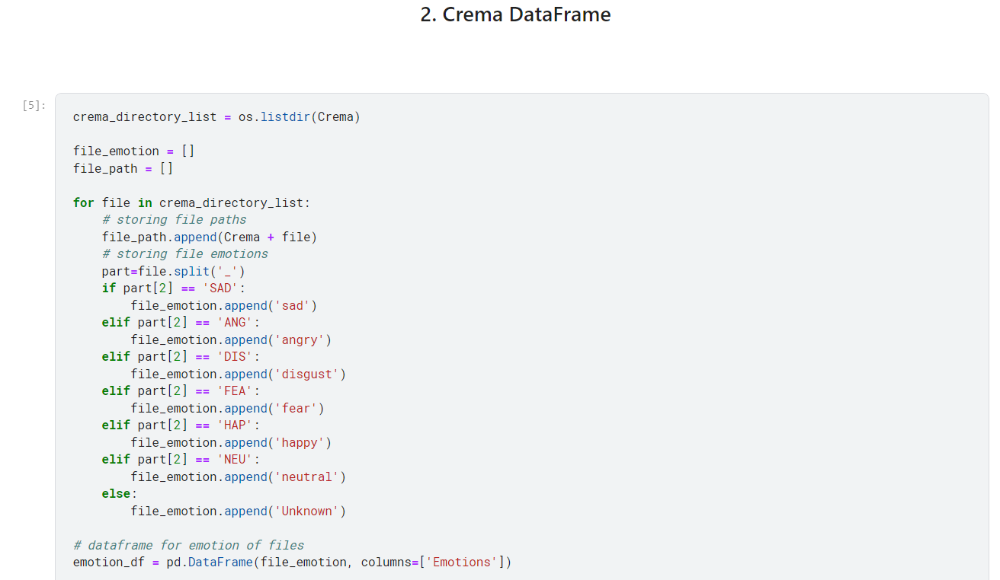 2. Crema DataFrame
[5]:
crema_directory_list = os.listdir(Crema)
file_emotion = []
file_path = []
for file in crema_directory_list:
    # storing file paths
    file_path.append(Crema + file)
    # storing file emotions
    part=file.split('_')
    if part[2] == 'SAD':
        file_emotion.append('sad')
    elif part[2] == 'ANG':
        file_emotion.append('angry')
    elif part[2] == 'DIS':
        file_emotion.append('disgust')
    elif part[2] == 'FEA':
        file_emotion.append('fear')
    elif part[2] == 'HAP':
        file_emotion.append('happy')
    elif part[2] == 'NEU':
        file_emotion.append('neutral')
    else:
        file_emotion.append('Unknown')
# dataframe for emotion of files
emotion_df = pd.DataFrame(file_emotion, columns=['Emotions'])